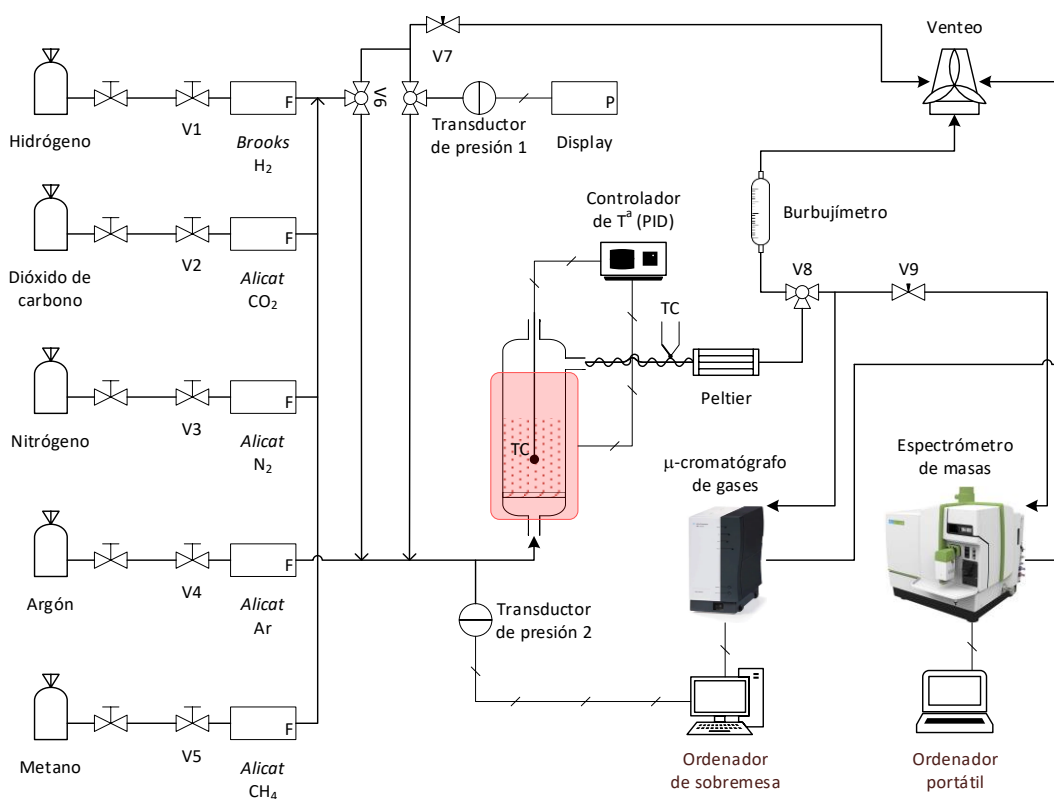 V7
Venteo
V6
F
P
Hidrógeno
V1
Brooks
H2
Transductor
de presión 1
Display
Controlador
de Tª (PID)
Burbujímetro
F
Dióxido de
carbono
V2
Alicat
CO2
V8
V9
TC
Peltier
F
Nitrógeno
V3
Alicat
N2
TC
µ-cromatógrafo
de gases
Espectrómetro
de masas
F
Argón
V4
Alicat
Ar
Transductor
de presión 2
F
Metano
V5
Alicat
CH4
Ordenador
de sobremesa
Ordenador
portátil